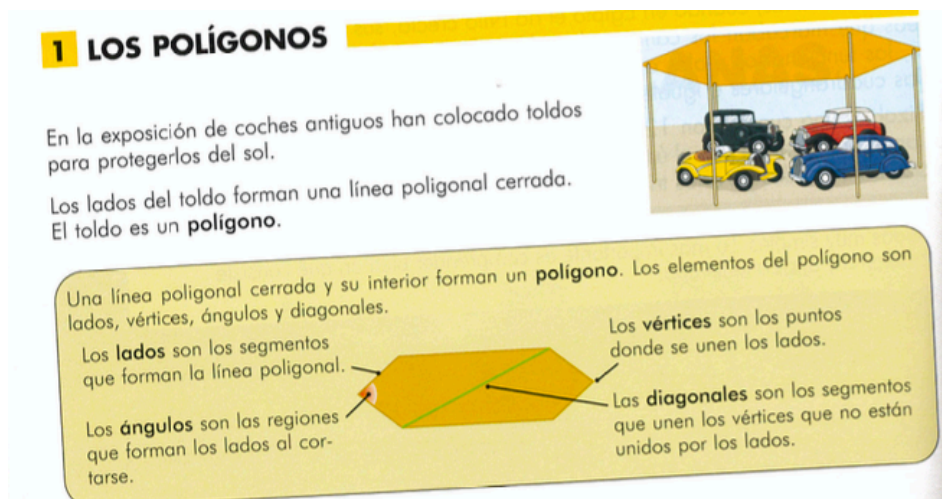 1 LOS POLÍGONOS
En la exposición de coches antiguos han colocado toldos
para protegerlos del sol.
Los lados del toldo forman una línea poligonal cerrada.
El toldo es un polígono.
Una línea poligonal cerrada y su interior forman un polígono. Los elementos del polígono son
lados, vértices, ángulos y diagonales.
Los lados son los segmentos
que forman la línea poligonal.
Los ángulos son las regiones
que forman los lados al cor-
tarse.
Los vértices son los puntos
donde se unen los lados.
Las diagonales son los segmentos
que unen los vértices que no están
unidos por los lados.